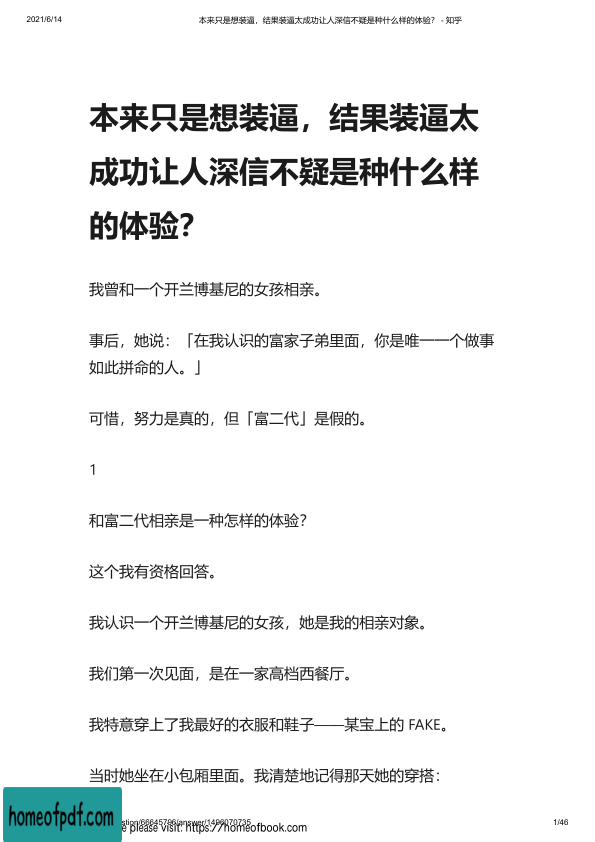 2021/6/14
本来只是想装逼，结果装逼太成功让人深信不疑是种什么样的体验？ - 知乎
本来只是想装逼，结果装逼太
成功让人深信不疑是种什么样
的体验？
我曾和一个开兰博基尼的女孩相亲。
事后，她说：「在我认识的富家子弟里面，你是唯一一个做事
如此拼命的人。」
可惜，努力是真的，但「富二代」是假的。
1
和富二代相亲是一种怎样的体验？
这个我有资格回答。
我认识一个开兰博基尼的女孩，她是我的相亲对象。
我们第一次见面，是在一家高档西餐厅。
我特意穿上了我最好的衣服和鞋子——某宝上的 FAKE。
当时她坐在小包厢里面。我清楚地记得那天她的穿搭：
homeofpdf.com
stion/66645796/answer/1496070735
1/46
please visit: https://homeofbook.com